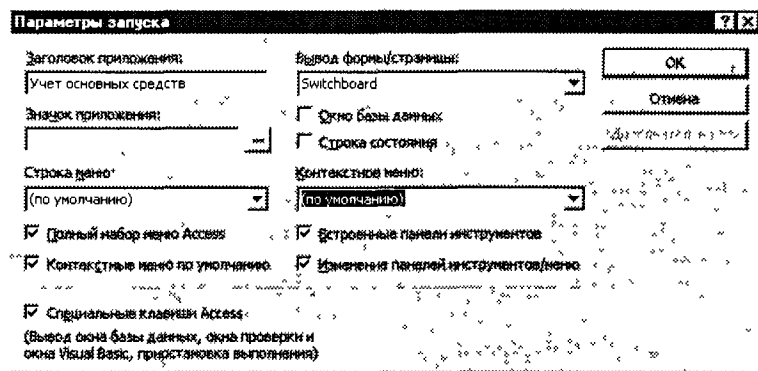 Параметры запуска
Заголовок приложения:
Учет основных средств
Значок приложения:
Строка меню:
(по умолчанию)
Полный набор меню Access
Контекстные меню по умолчанию
Вывод формы/страницы:
Switchboard
Окно базы данных
Строка состояния
Контекстное меню:
(по умолчанию)
Встроенные панели инструментов
Изменение панелей инструментов/меню
Специальные клавиши Access
(Вывод окна базы данных, окна проверки и
окна Visual Basic, приостановка выполнения)
OK
Отмена